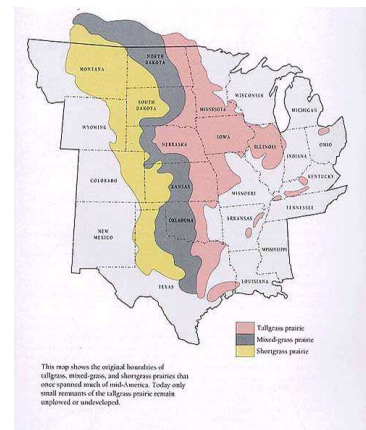 NORTH
DAKOTA
MONTANA
WISCONSIN
SOUTH
DAKOTA
MINNESOTA
MICHIGAN
WYOMING
IOWA
NEBRASKA
ILLINOIS
OHIO
INDIANA
COLORADO
KANSAS
MISSOURI
KENTUCKY
TENNESSEE
OKLAHOMA
ARKANSAS
NEW
MEXICO
MISSISSIPPI
TEXAS
LOUISIANA
Tallgrass prairie
Mixed-grass prairie
Shortgrass prairie
This map shows the original boundries of
tallgrass, mixed-grass, and shortgrass prairies that
once spanned much of mid-America. Today only
small remnants of the tallgrass prairie remain
unplowed or undeveloped.